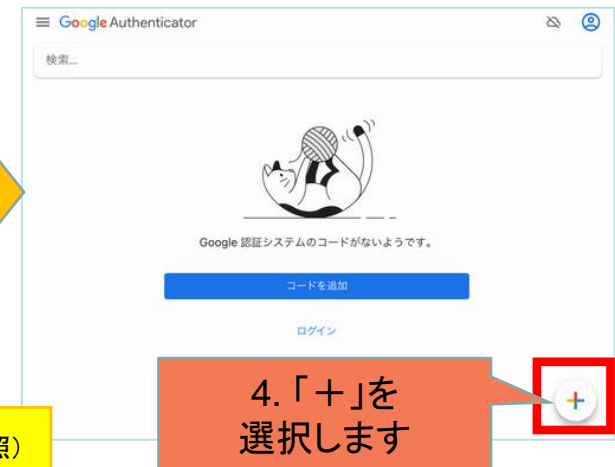 Google Authenticator
検索...
Google 認証システムのコードがないようです。
コードを追加
ログイン
4. 「＋」を
選択します
照）